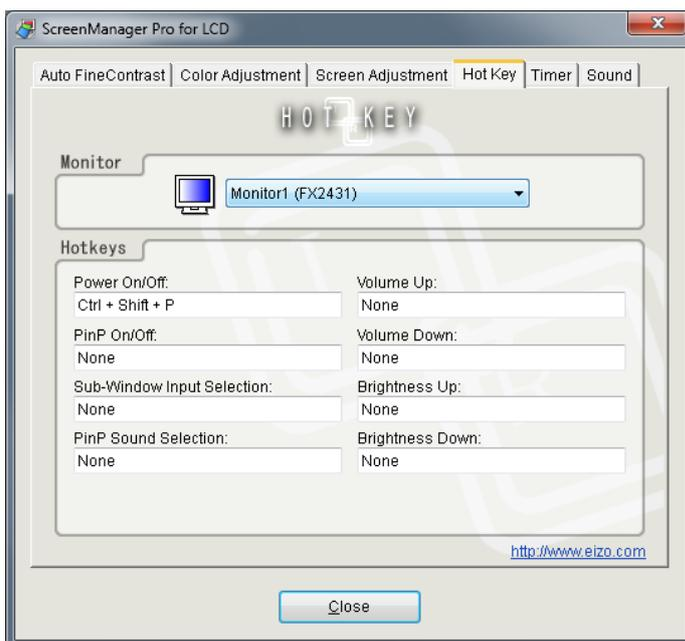 ScreenManager Pro for LCD
Auto FineContrast Color Adjustment Screen Adjustment Hot Key Timer Sound
HOT KEY
Monitor
Monitor1 (FX2431)
Hotkeys
Power On/Off: Volume Up:
Ctrl + Shift + P None
PinP On/Off: Volume Down:
None None
Sub-Window Input Selection: Brightness Up:
None None
PinP Sound Selection: Brightness Down:
None None
http://www.eizo.com
Close